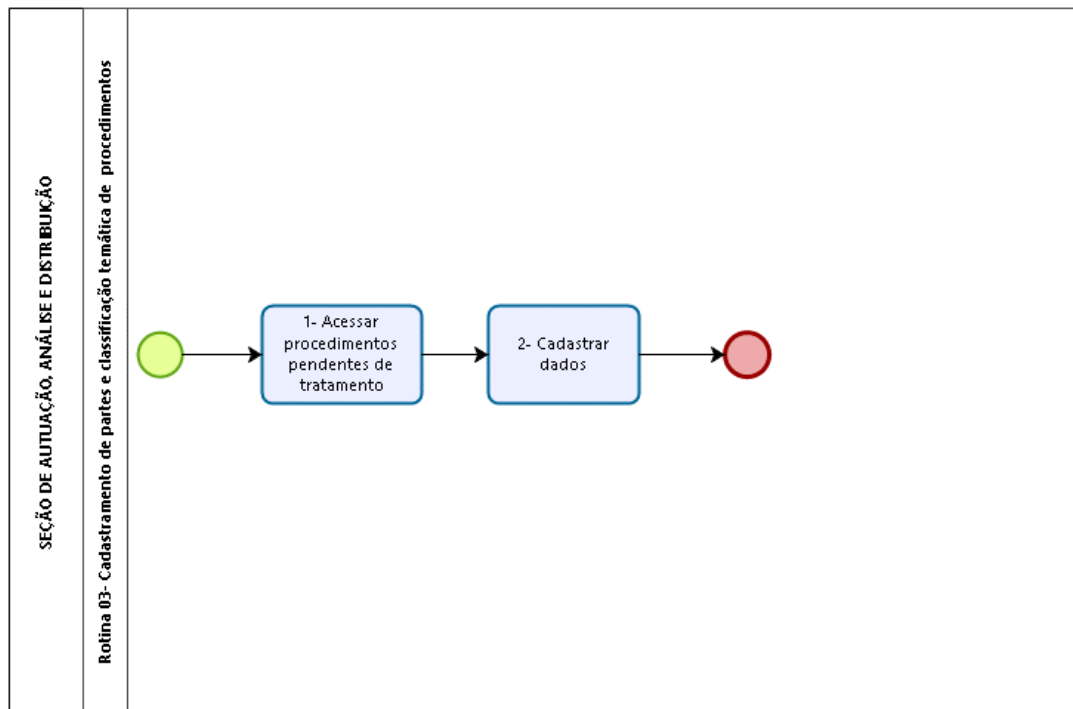 SEÇÃO DE AUTUAÇÃO, ANÁLISE E DISTRIBUIÇÃO
Rotina 03- Cadastramento de partes e classificação temática de procedimentos
1- Acessar
procedimentos
pendentes de
tratamento
2- Cadastrar
dados